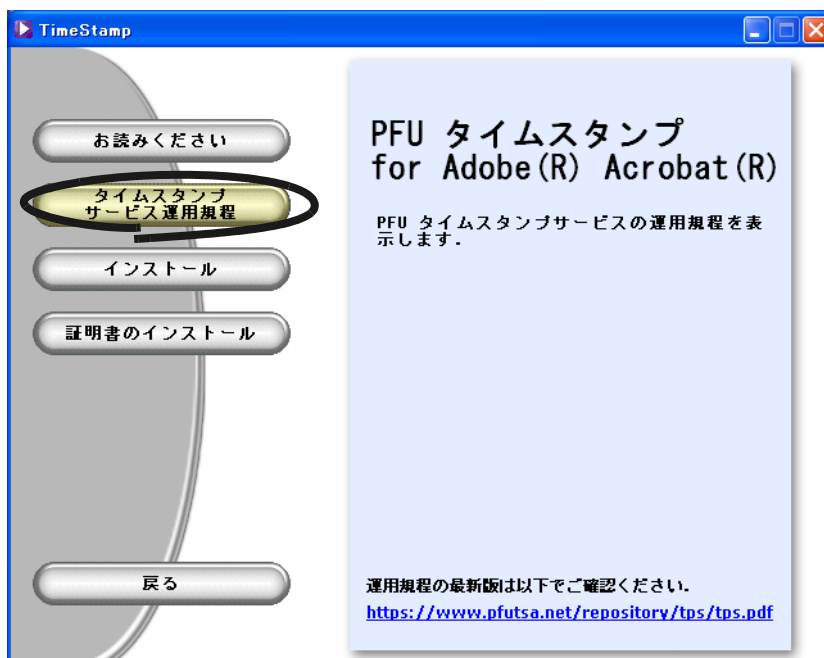 TimeStamp
お読みください
タイムスタンプ
サービス運用規程
インストール
証明書のインストール
戻る
PFU タイムスタンプ
for Adobe(R) Acrobat(R)
PFU タイムスタンプサービスの運用規程を表
示します.
運用規程の最新版は以下でご確認ください.
https://www.pfutsa.net/repository/tps/tps.pdf